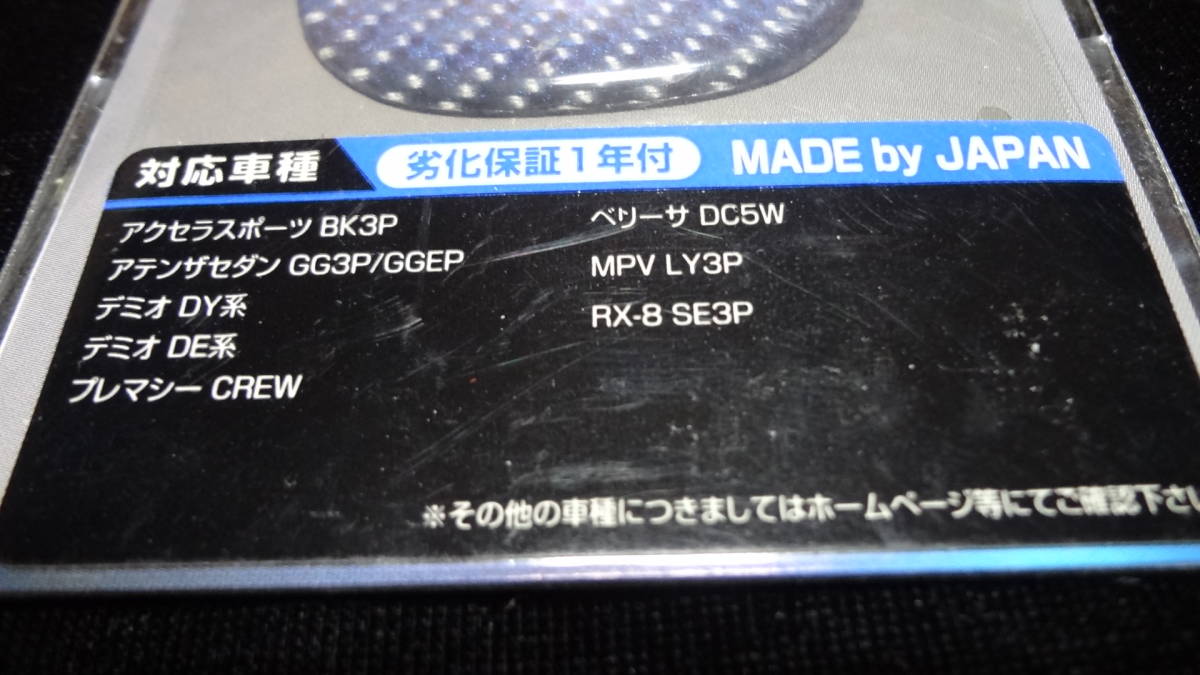 対応車種 劣化保証1年付 MADE by JAPAN
アクセラスポーツ BK3P
アテンザセダン GG3P/GGEP
デミオ DY系
デミオ DE系
プレマシー CREW
ベリーサ DC5W
MPV LY3P
RX-8 SE3P
※その他の車種につきましてはホームページ等にてご確認下さい